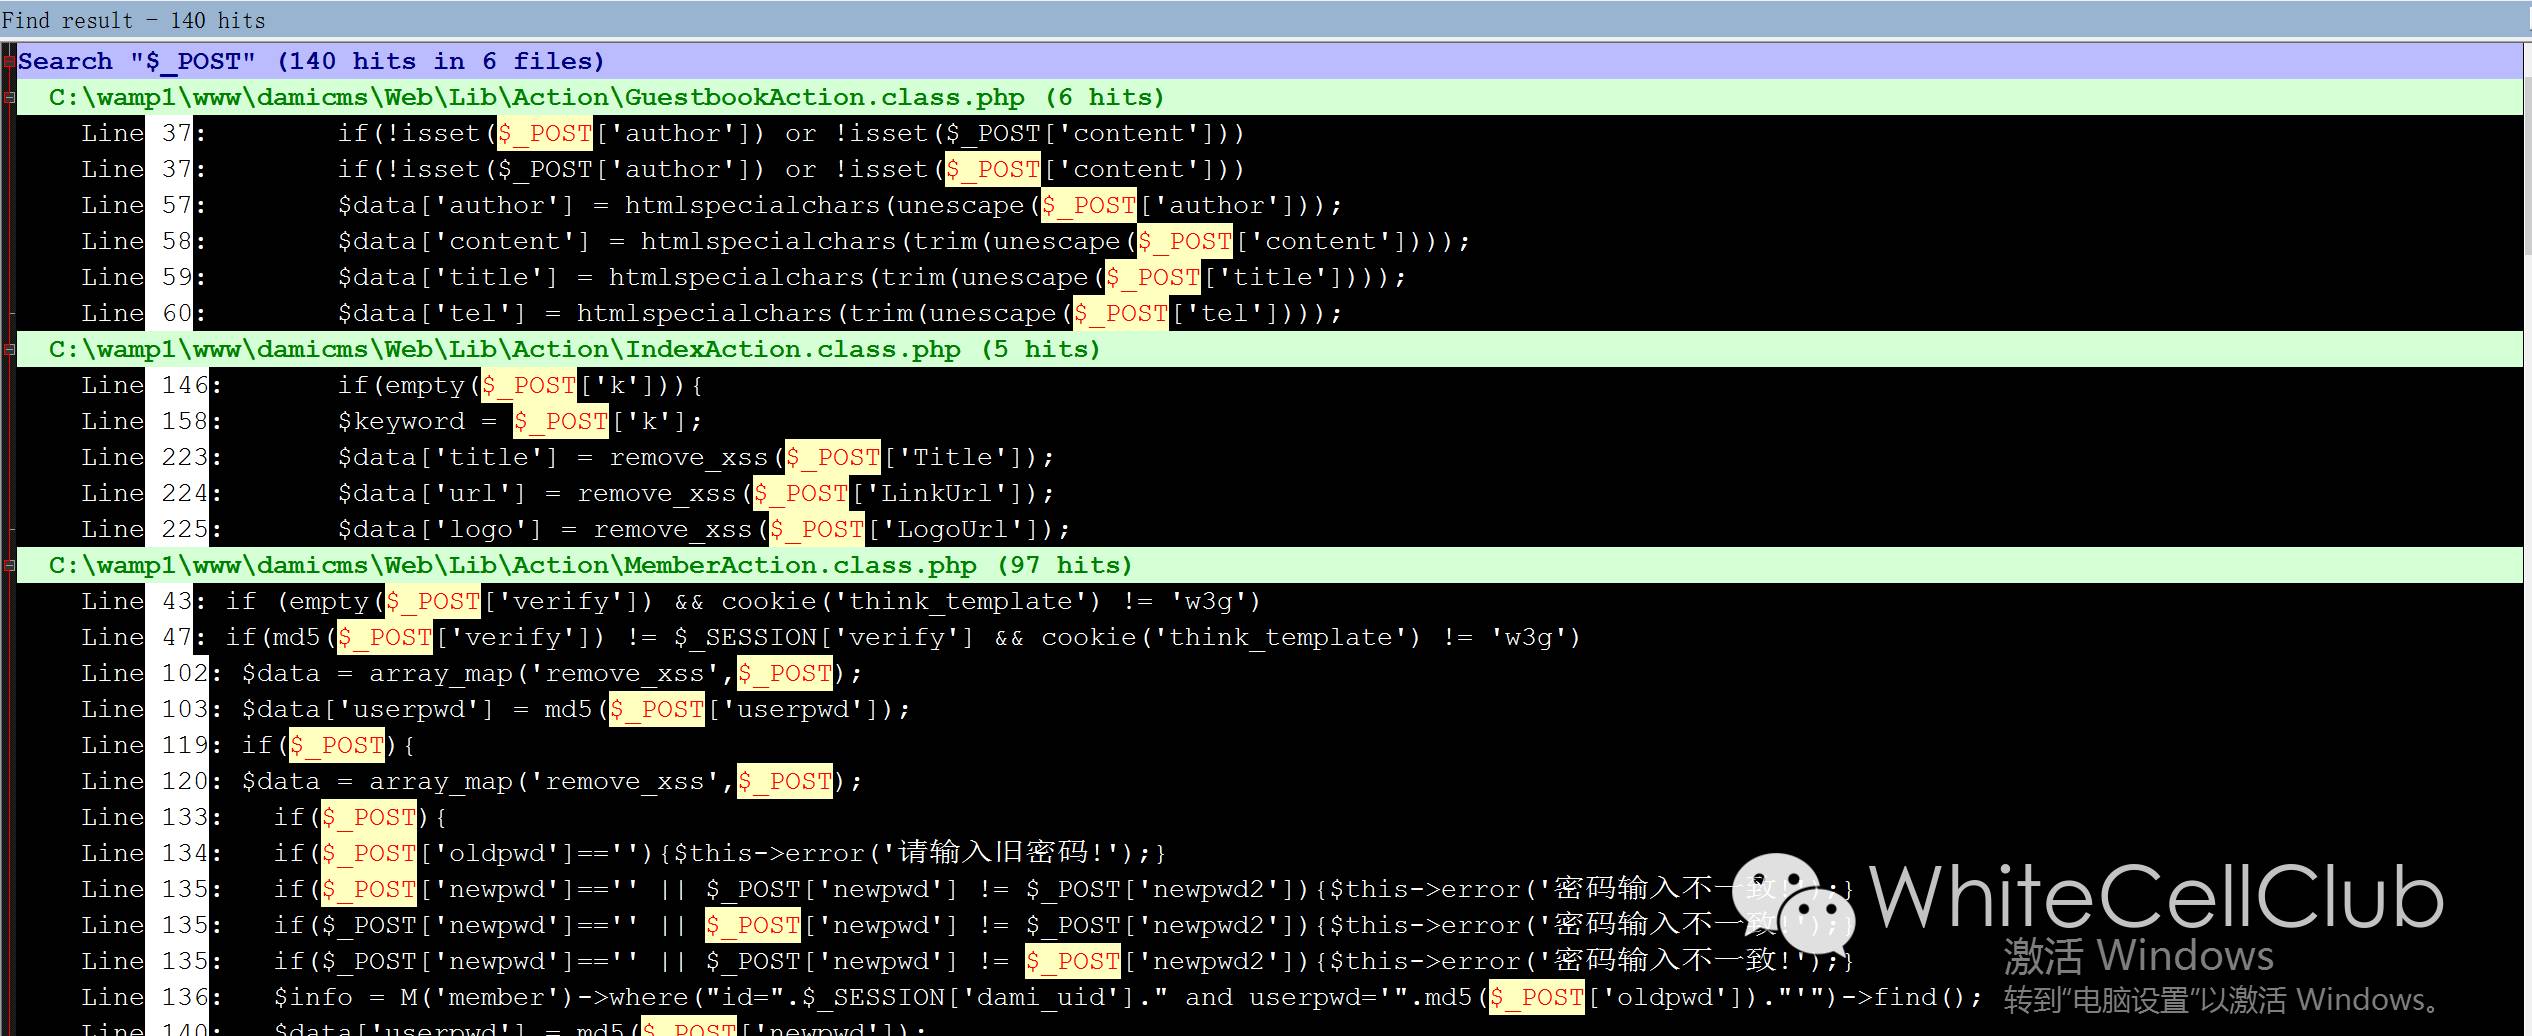 Find result - 140 hits
Search "$_POST" (140 hits in 6 files)
C:\wamp1\www\damicms\Web\Lib\Action\GuestbookAction.class.php (6 hits)
Line 37: if(!isset($_POST['author']) or !isset($_POST['content']))
Line 37: if(!isset($_POST['author']) or !isset($_POST['content']))
Line 57: $data['author'] = htmlspecialchars(unescape($_POST['author']));
Line 58: $data['content'] = htmlspecialchars(trim(unescape($_POST['content'])));
Line 59: $data['title'] = htmlspecialchars(trim(unescape($_POST['title'])));
Line 60: $data['tel'] = htmlspecialchars(trim(unescape($_POST['tel'])));
C:\wamp1\www\damicms\Web\Lib\Action\IndexAction.class.php (5 hits)
Line 146: if(empty($_POST['k'])){
Line 158: $keyword = $_POST['k'];
Line 223: $data['title'] = remove_xss($_POST['Title']);
Line 224: $data['url'] = remove_xss($_POST['LinkUrl']);
Line 225: $data['logo'] = remove_xss($_POST['LogoUrl']);
C:\wamp1\www\damicms\Web\Lib\Action\MemberAction.class.php (97 hits)
Line 43: if (empty($_POST['verify']) && cookie('think_template') != 'w3g')
Line 47: if(md5($_POST['verify']) != $_SESSION['verify'] && cookie('think_template') != 'w3g')
Line 102: $data = array_map('remove_xss',$_POST);
Line 103: $data['userpwd'] = md5($_POST['userpwd']);
Line 119: if($_POST){
Line 120: $data = array_map('remove_xss',$_POST);
Line 133: if($_POST){
Line 134: if($_POST['oldpwd']==''){$this->error('请输入旧密码!');}
Line 135: if($_POST['newpwd']=='' || $_POST['newpwd'] != $_POST['newpwd2']){$this->error('密码输入不一致!');}
Line 135: if($_POST['newpwd']=='' || $_POST['newpwd'] != $_POST['newpwd2']){$this->error('密码输入不一致!');}
Line 135: if($_POST['newpwd']=='' || $_POST['newpwd'] != $_POST['newpwd2']){$this->error('密码输入不一致!');}
Line 136: $info = M('member')->where("id=".$_SESSION['dami_uid']." and userpwd='".md5($_POST['oldpwd'])."'")->find();
Line 140: $data['userpwd'] = md5($_POST['newpwd']);
WhiteCellClub
激活 Windows
转到“电脑设置”以激活 Windows。